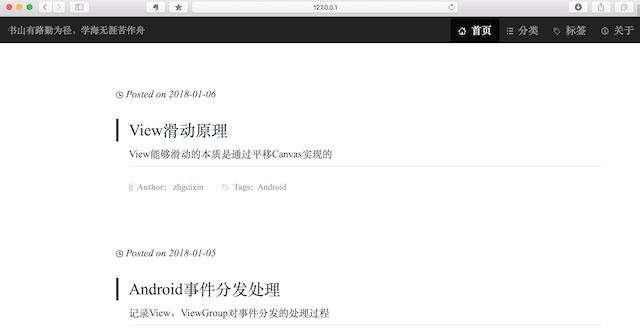 127.0.0.1
书山有路勤为径，学海无涯苦作舟
首页 分类 标签 关于
Posted on 2018-01-06
View滑动原理
View能够滑动的本质是通过平移Canvas实现的
Author: zhguixin Tags: Android
Posted on 2018-01-05
Android事件分发处理
记录View、ViewGroup对事件分发的处理过程